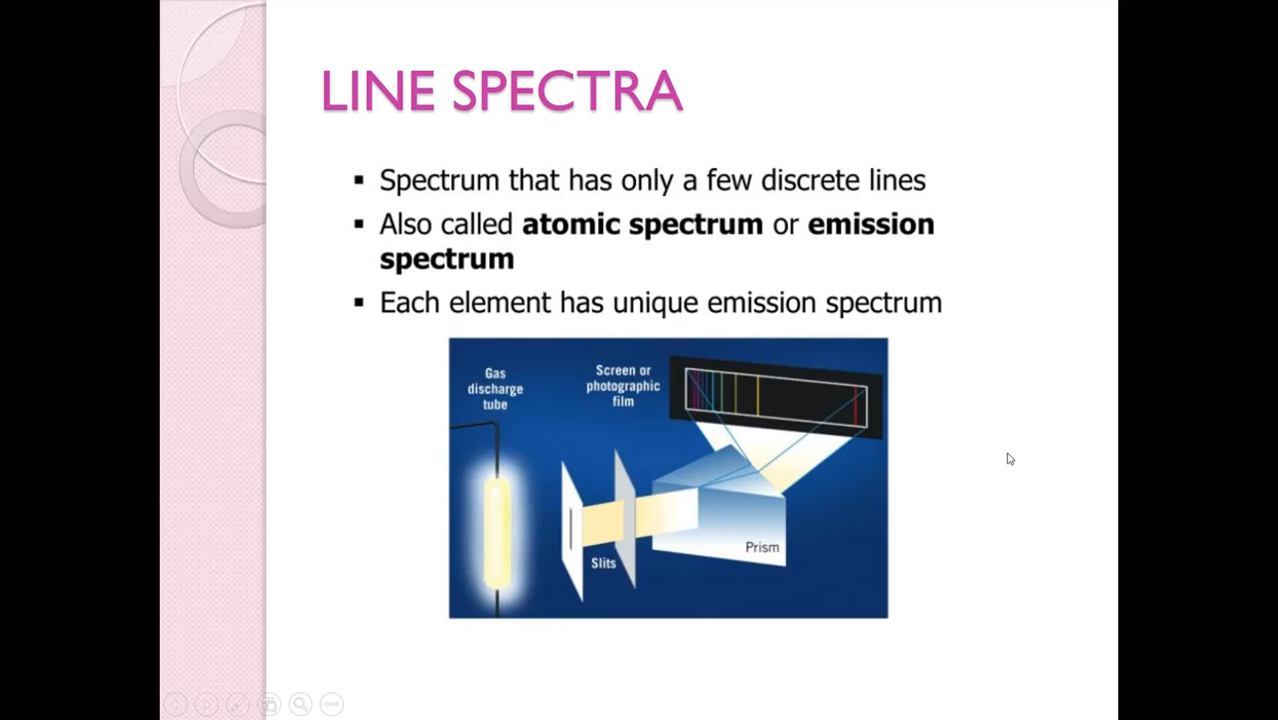 LINE SPECTRA
▪ Spectrum that has only a few discrete lines
▪ Also called atomic spectrum or emission
spectrum
▪ Each element has unique emission spectrum
Gas
discharge
tube
Screen or
photographic
film
Slits
Prism